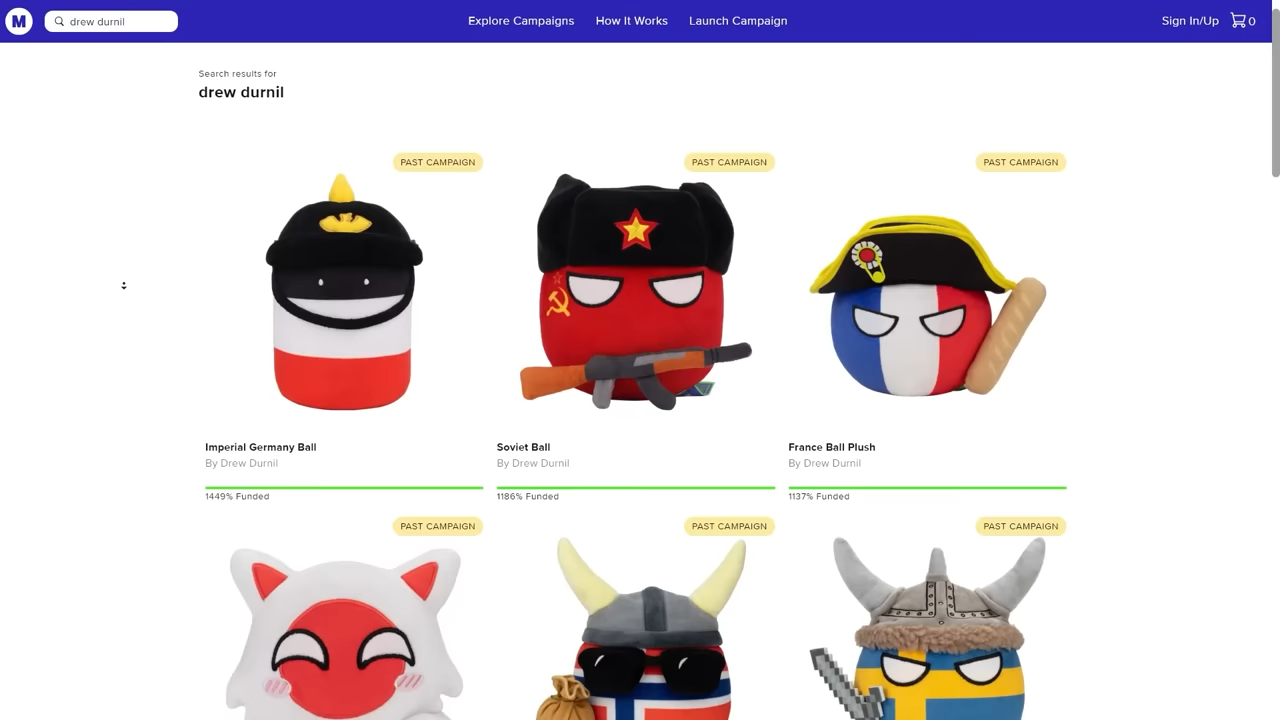 M
drew durnil
Explore Campaigns
How It Works
Launch Campaign
Sign In/Up
0
Search results for
drew durnil
PAST CAMPAIGN
PAST CAMPAIGN
PAST CAMPAIGN
Imperial Germany Ball
Soviet Ball
France Ball Plush
By Drew Durnil
By Drew Durnil
By Drew Durnil
1449% Funded
1186% Funded
1137% Funded
PAST CAMPAIGN
PAST CAMPAIGN
PAST CAMPAIGN